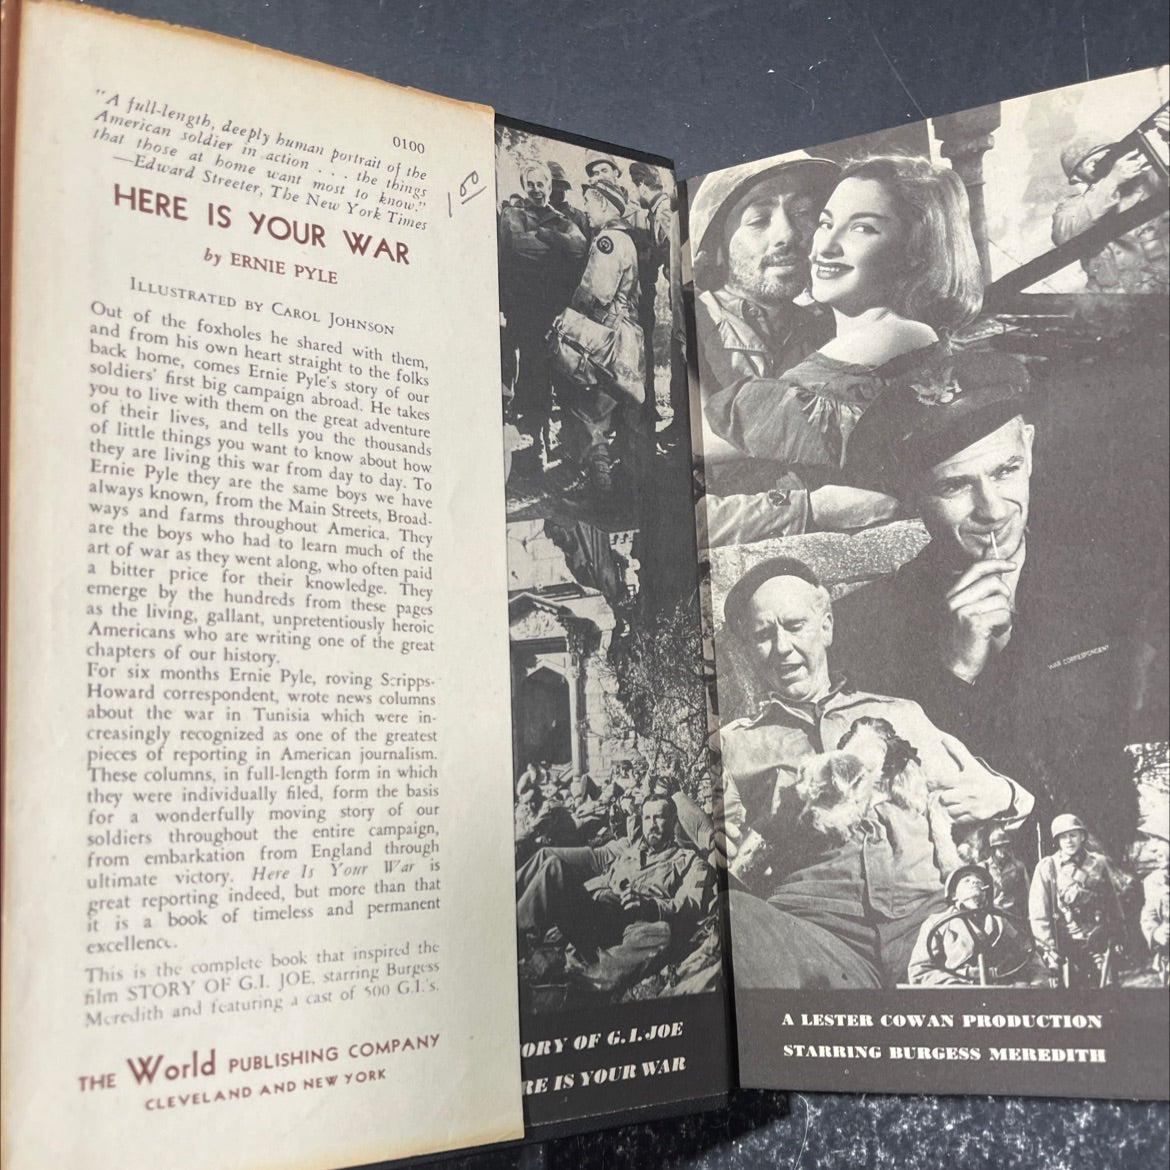 "A full-length, deeply human portrait of the
American soldier in action . . . the things
that those at home want most to know."
—Edward Streeter, The New York Times
0100
1.00
HERE IS YOUR WAR
by ERNIE PYLE
ILLUSTRATED BY CAROL JOHNSON
Out of the foxholes he shared with them,
and from his own heart straight to the folks
back home, comes Ernie Pyle's story of our
soldiers' first big campaign abroad. He takes
you to live with them on the great adventure
of their lives, and tells you the thousands
of little things you want to know about how
they are living this war from day to day. To
Ernie Pyle they are the same boys we have
always known, from the Main Streets, Broad-
ways and farms throughout America. They
are the boys who had to learn much of the
art of war as they went along, who often paid
a bitter price for their knowledge. They
emerge by the hundreds from these pages
as the living, gallant, unpretentiously heroic
Americans who are writing one of the great
chapters of our history.
For six months Ernie Pyle, roving Scripps-
Howard correspondent, wrote news columns
about the war in Tunisia which were in-
creasingly recognized as one of the greatest
pieces of reporting in American journalism.
These columns, in full-length form in which
they were individually filed, form the basis
for a wonderfully moving story of our
soldiers throughout the entire campaign,
from embarkation from England through
ultimate victory. Here Is Your War is
great reporting indeed, but more than that
it is a book of timeless and permanent
excellence.
This is the complete book that inspired the
film STORY OF G.I. JOE, starring Burgess
Meredith and featuring a cast of 500 G.I.'s.
THE World PUBLISHING COMPANY
CLEVELAND AND NEW YORK
ORY OF G.I. JOE
RE IS YOUR WAR
WAR CORRESPONDENT
A LESTER COWAN PRODUCTION
STARRING BURGESS MEREDITH